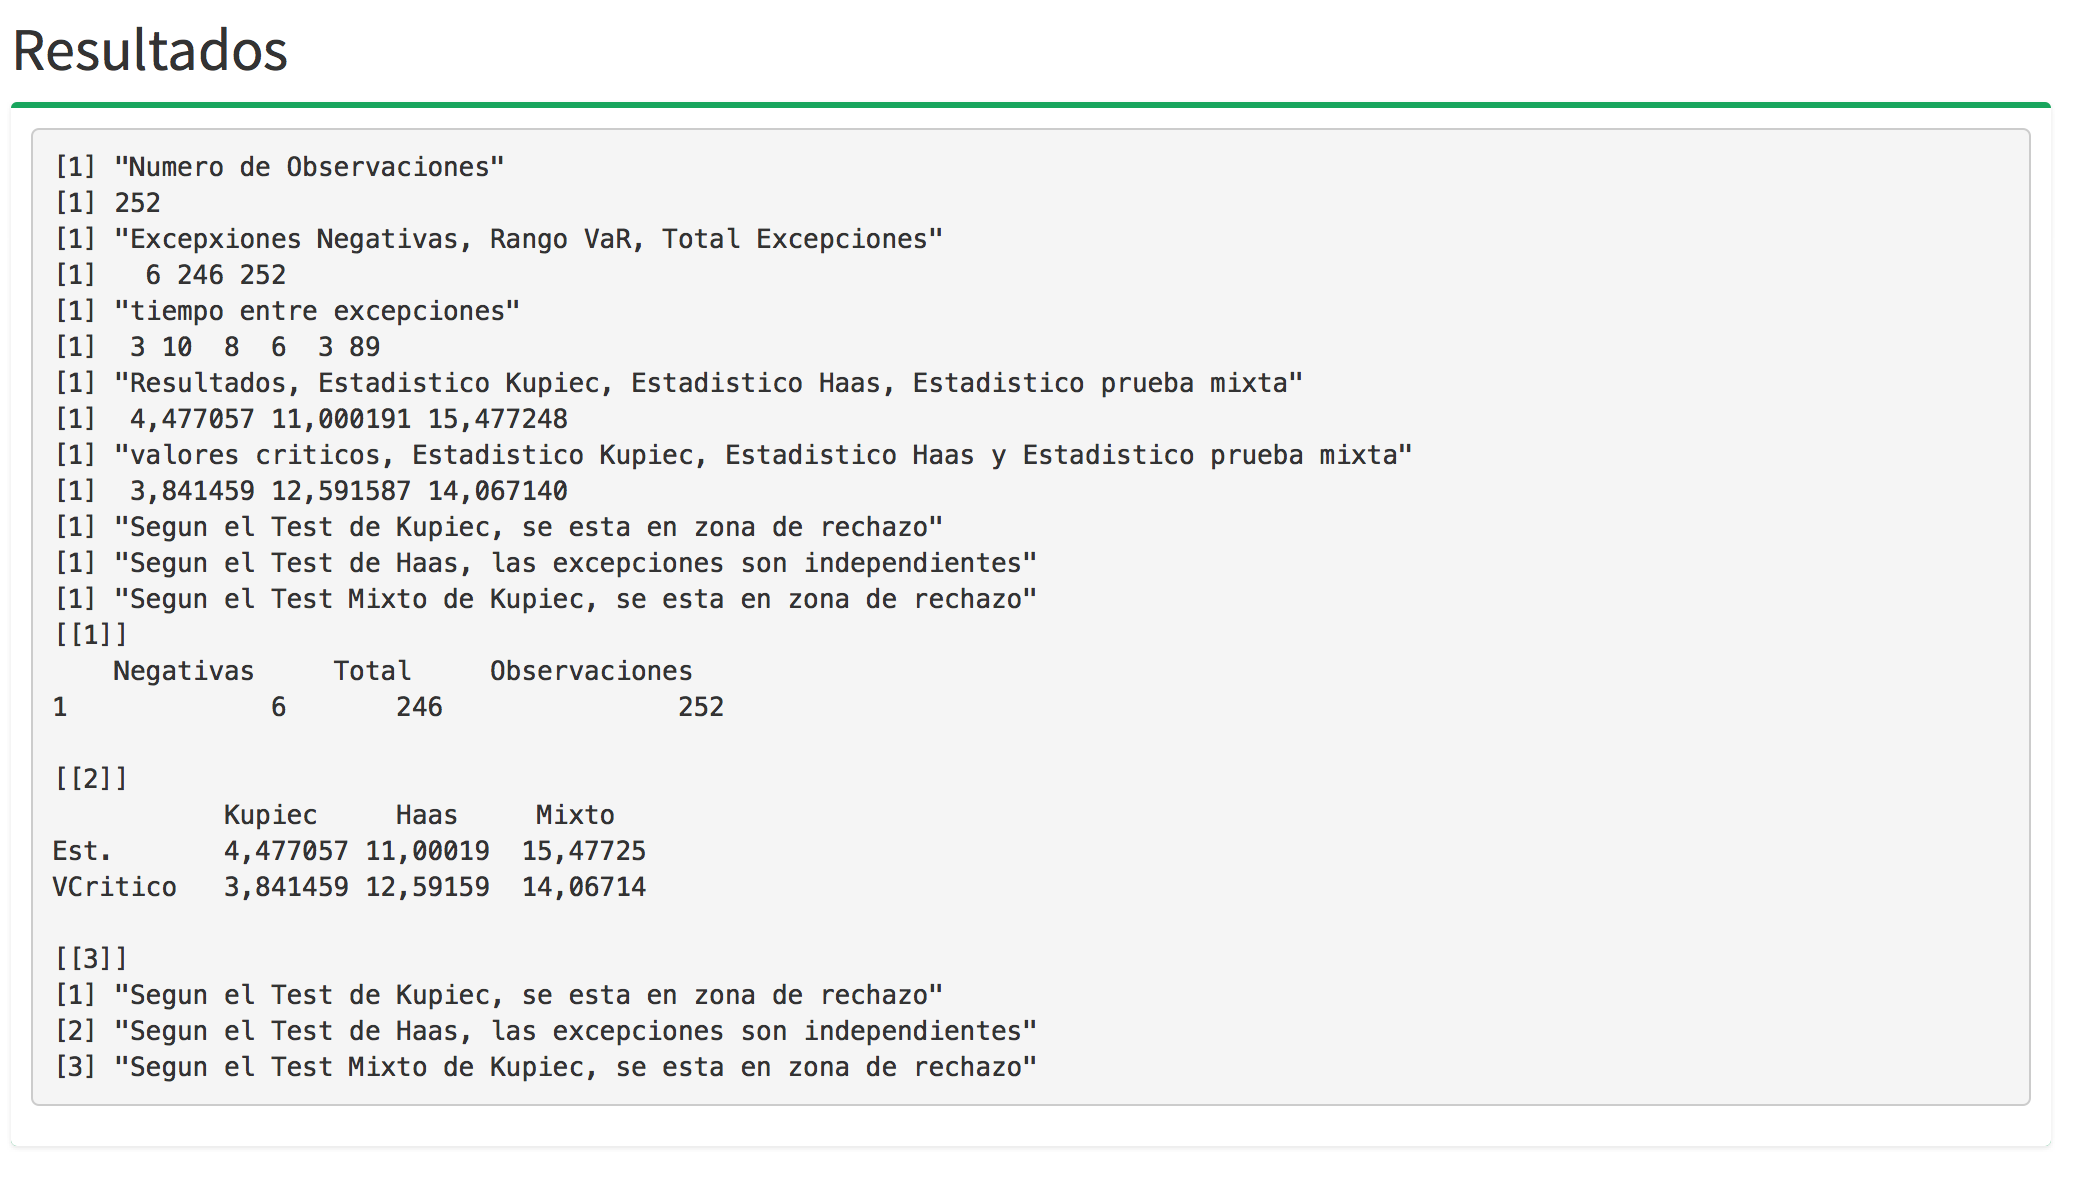 Resultados
[1] "Numero de Observaciones"
[1] 252
[1] "Excepxiones Negativas, Rango VaR, Total Excepciones"
[1]   6 246 252
[1] "tiempo entre excepciones"
[1]  3 10  8  6  3 89
[1] "Resultados, Estadistico Kupiec, Estadistico Haas, Estadistico prueba mixta"
[1]  4,477057 11,000191 15,477248
[1] "valores criticos, Estadistico Kupiec, Estadistico Haas y Estadistico prueba mixta"
[1]  3,841459 12,591587 14,067140
[1] "Segun el Test de Kupiec, se esta en zona de rechazo"
[1] "Segun el Test de Haas, las excepciones son independientes"
[1] "Segun el Test Mixto de Kupiec, se esta en zona de rechazo"
[[1]]
    Negativas     Total     Observaciones
1             6       246               252
[[2]]
           Kupiec     Haas     Mixto
Est.       4,477057 11,00019  15,47725
VCritico   3,841459 12,59159  14,06714
[[3]]
[1] "Segun el Test de Kupiec, se esta en zona de rechazo"
[2] "Segun el Test de Haas, las excepciones son independientes"
[3] "Segun el Test Mixto de Kupiec, se esta en zona de rechazo"